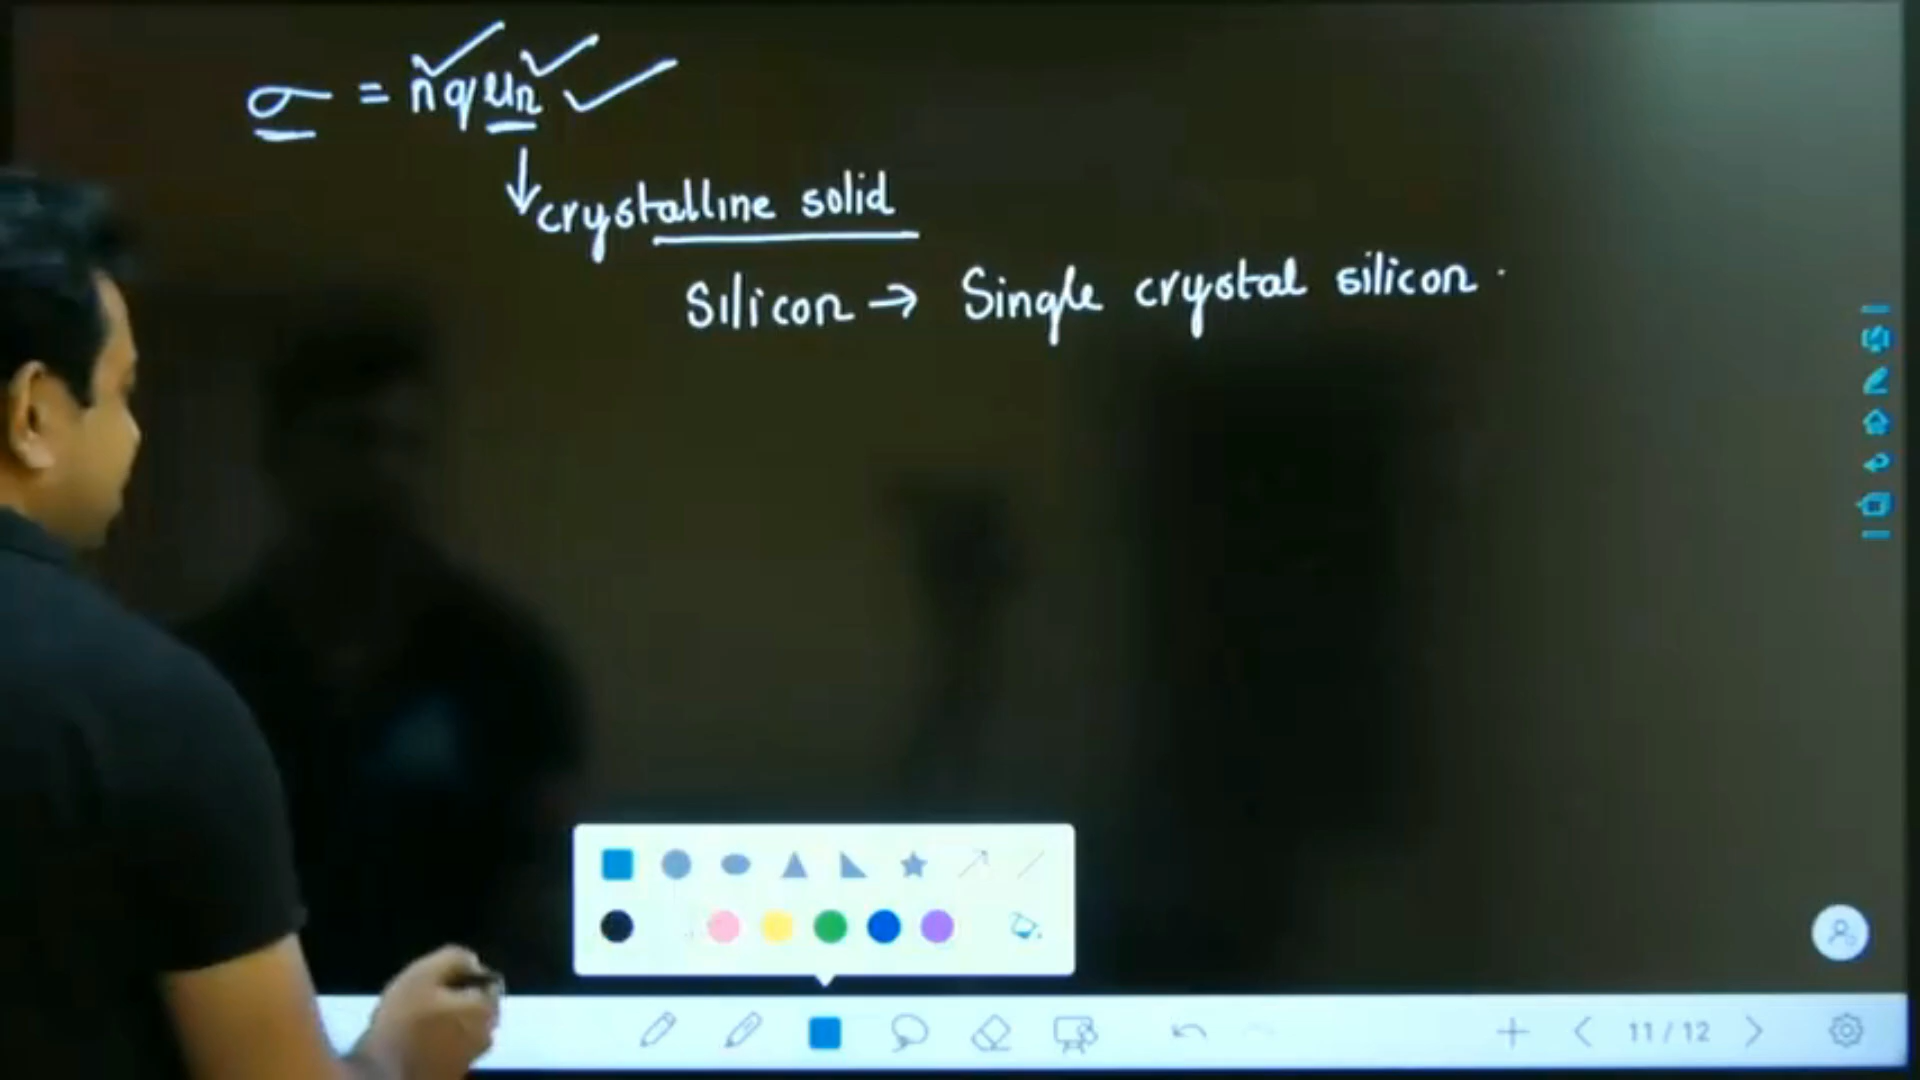 σ = nqμn
crystalline solid
Silicon → Single crystal silicon
11 / 12